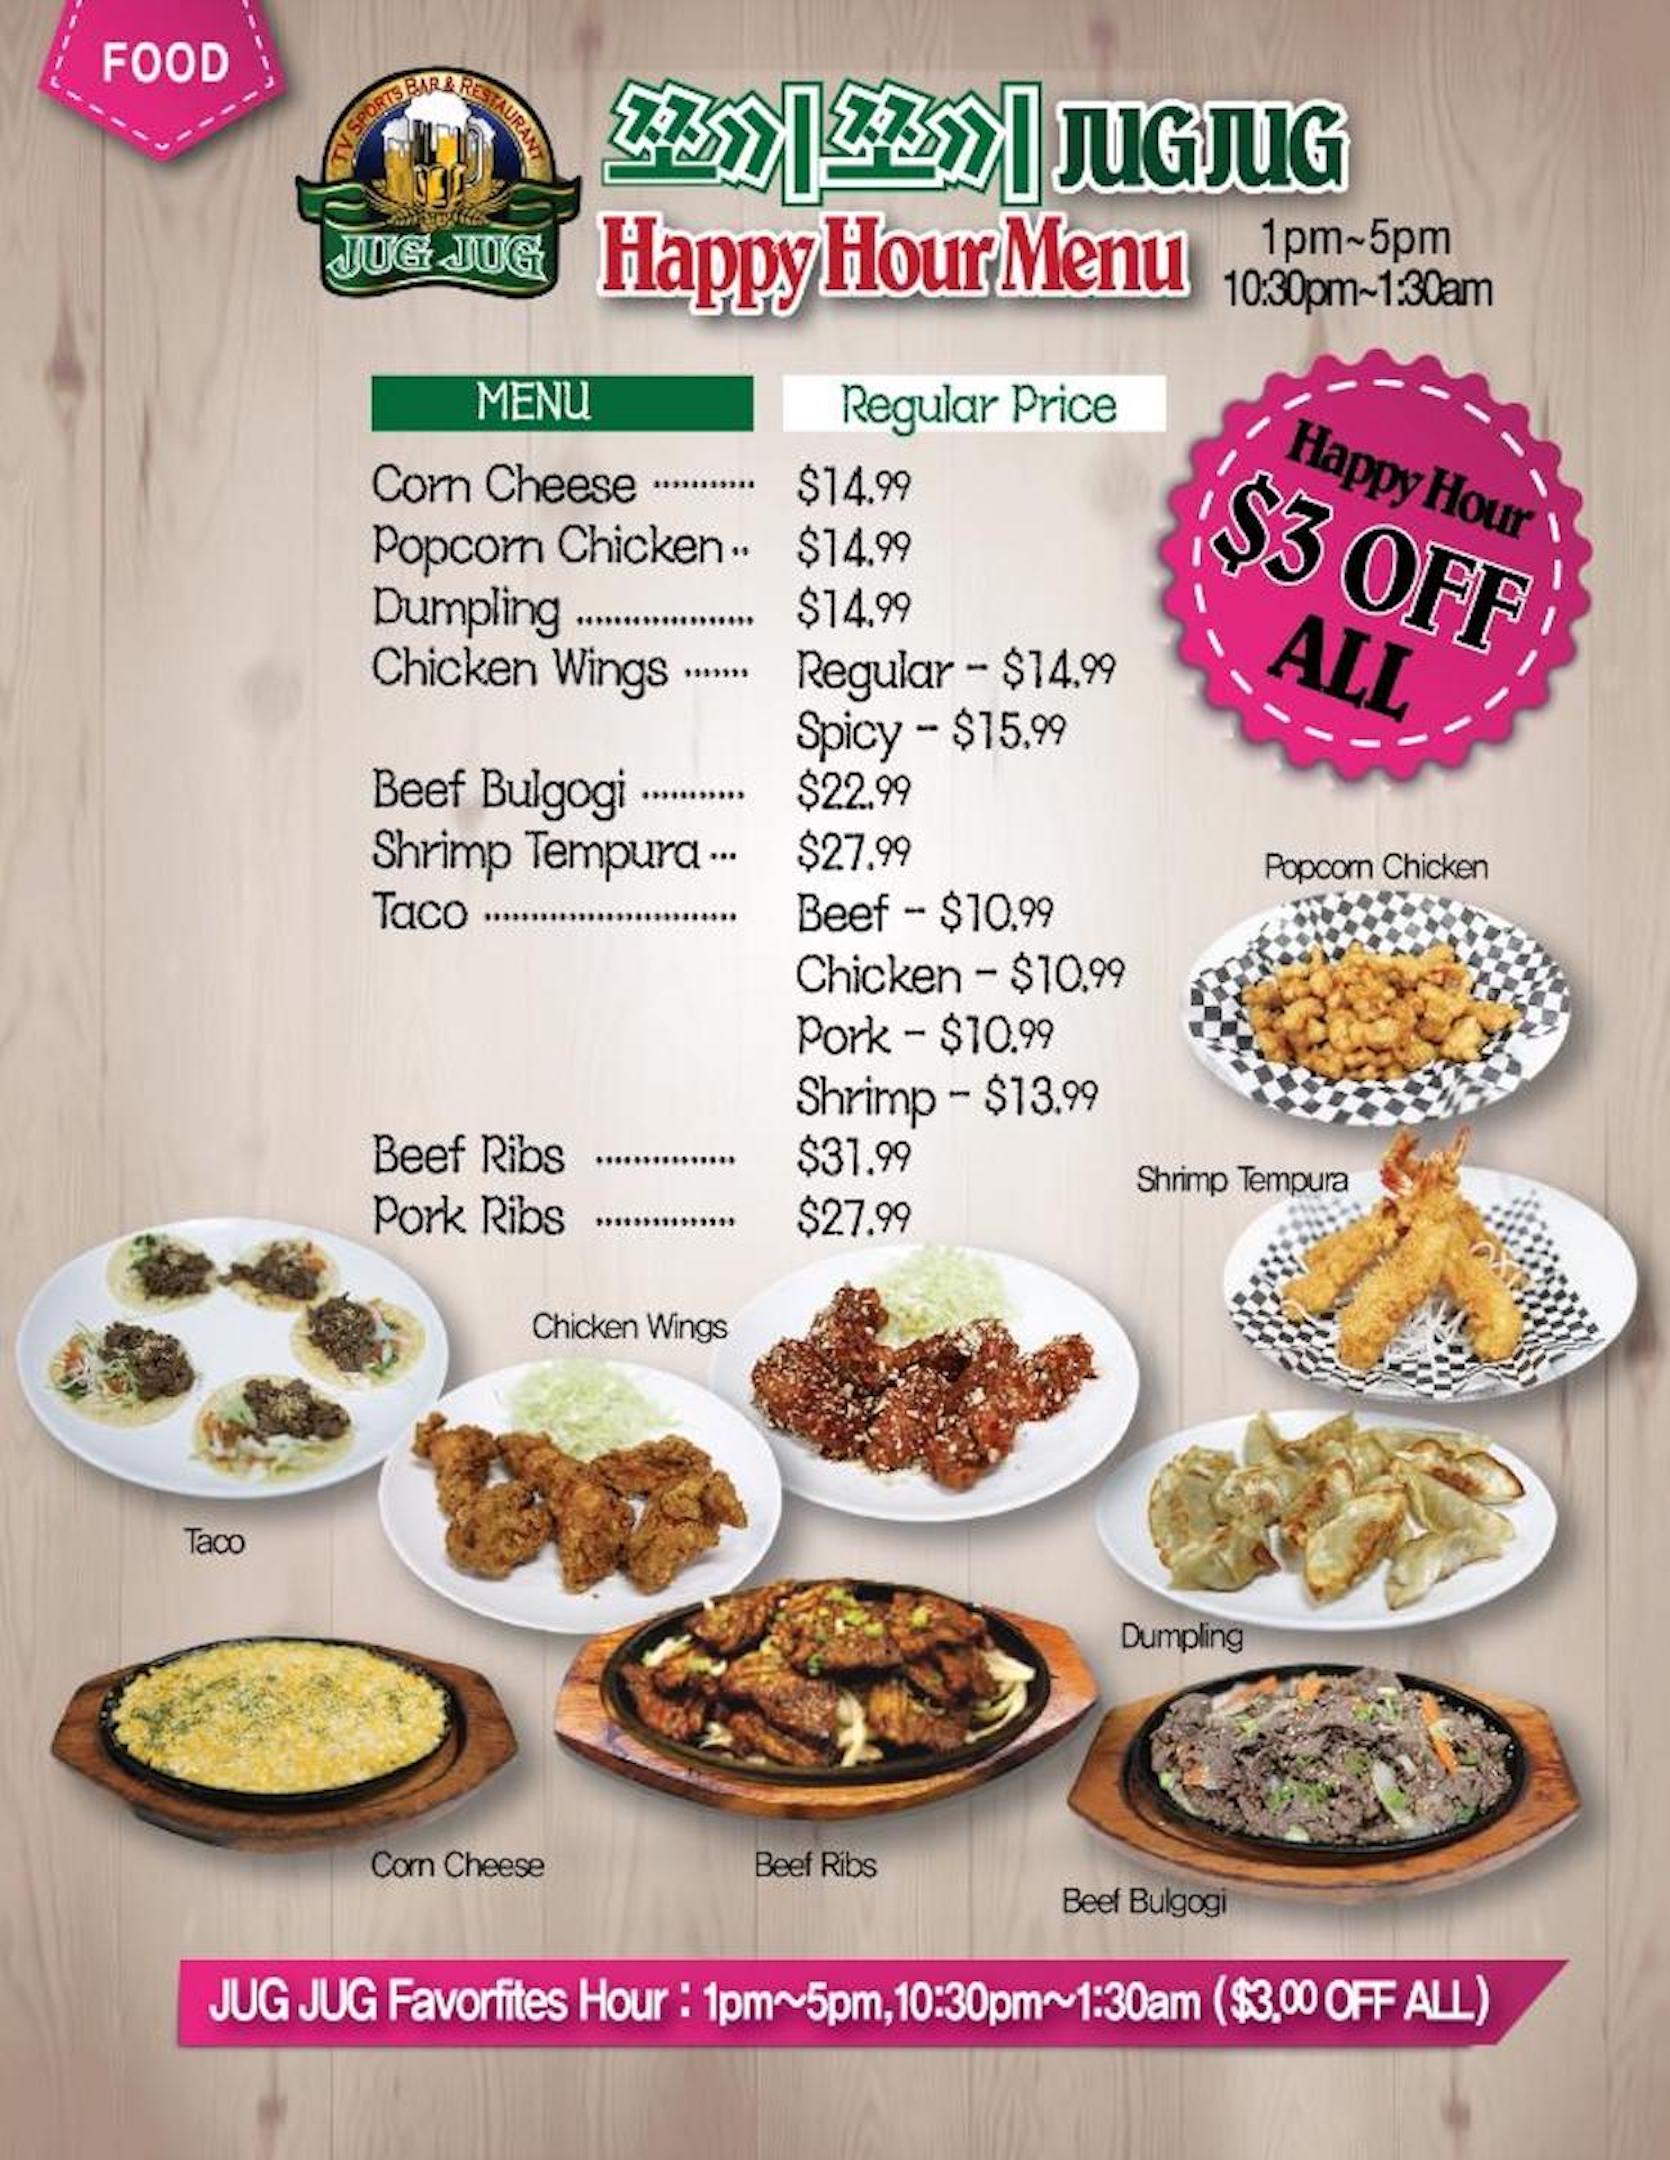 FOOD
TV SPORTS BAR & RESTAURANT
JUG JUG
쪼끼쪼끼 JUGJUG
Happy Hour Menu
1pm~5pm
10:30pm~1:30am
MENU Regular Price
Corn Cheese ........... $14.99
Popcorn Chicken .. $14.99
Dumpling ................... $14.99
Chicken Wings ....... Regular - $14.99
Spicy - $15.99
Beef Bulgogi ........... $22.99
Shrimp Tempura ... $27.99
Taco ........................... Beef - $10.99
Chicken - $10.99
Pork - $10.99
Shrimp - $13.99
Beef Ribs ............... $31.99
Pork Ribs ............... $27.99
Happy Hour
$3 OFF
ALL
Popcorn Chicken
Shrimp Tempura
Chicken Wings
Taco
Dumpling
Corn Cheese
Beef Ribs
Beef Bulgogi
JUG JUG Favorfites Hour : 1pm~5pm,10:30pm~1:30am ($3.00 OFF ALL)